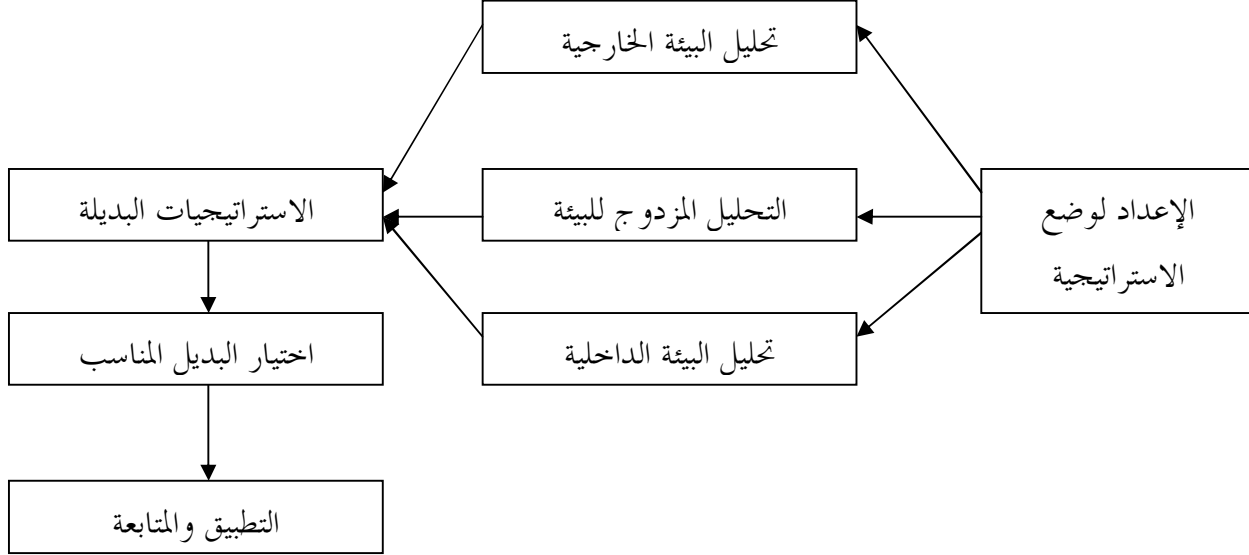 تحليل البيئة الخارجية
الإعداد لوضع
الاستراتيجية
التحليل المزدوج للبيئة
الاستراتيجيات البديلة
تحليل البيئة الداخلية
اختيار البديل المناسب
التطبيق والمتابعة